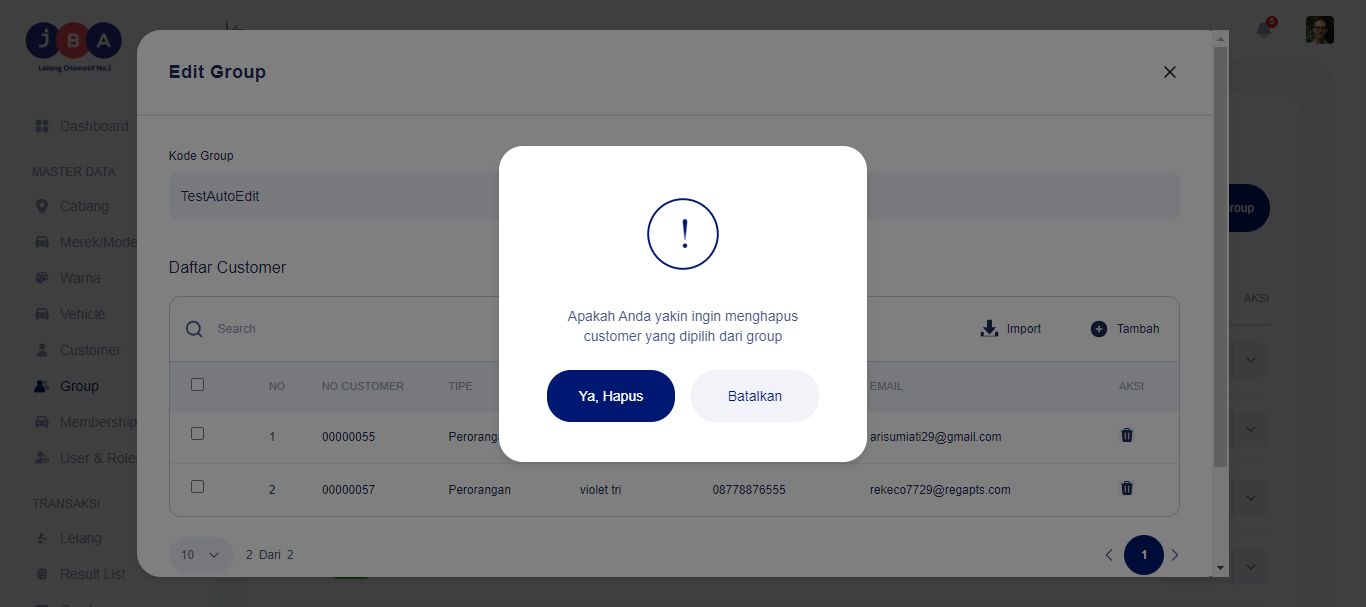 JBA
Lelang Otomotif No.1
6
Dashboard
MASTER DATA
Cabang
Merek/Mode
Warna
Vehicle
Customer
Group
Membership
User & Role
TRANSAKSI
Lelang
Result List
Edit Group
Kode Group
TestAutoEdit
Daftar Customer
Search
Import
Tambah
NO NO CUSTOMER TIPE EMAIL AKSI
1 00000055 Perorang arisumiati29@gmail.com
2 00000057 Perorangan violet tri 08778876555 rekeco7729@regapts.com
10 2 Dari 2
1
Apakah Anda yakin ingin menghapus
customer yang dipilih dari group
Ya, Hapus
Batalkan
roup
AKSI